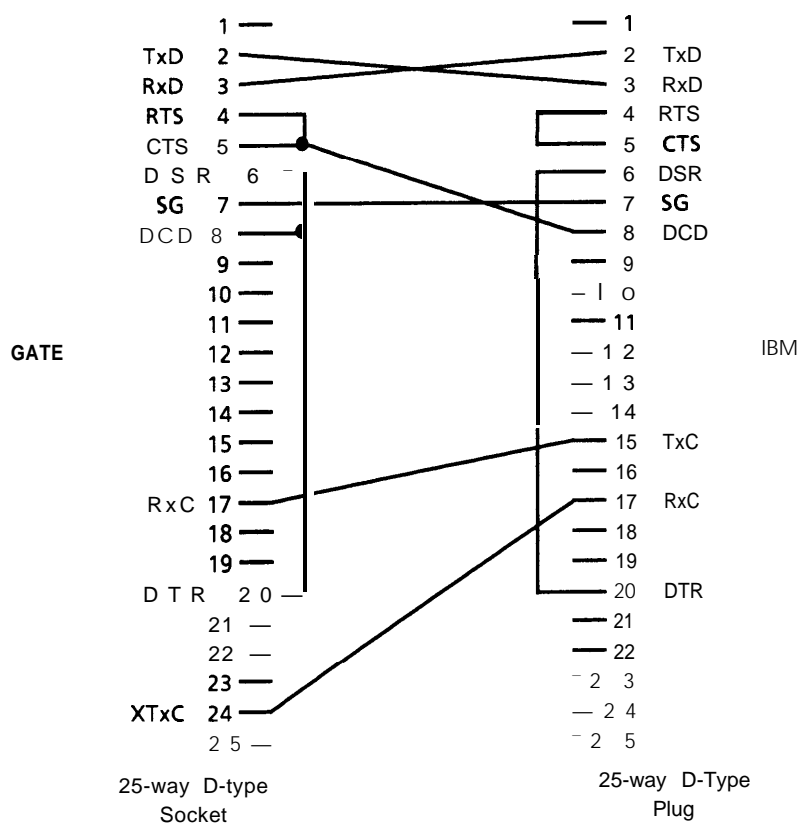 1 1
TxD 2 2 TxD
RxD 3 3 RxD
RTS 4 4 RTS
CTS 5 5 CTS
DSR 6 6 DSR
SG 7 7 SG
DCD 8 8 DCD
9 9
10 lo
11 11
GATE 12 12 IBM
13 13
14 14
15 15 TxC
16 16
RxC 17 17 RxC
18 18
19 19
DTR 20 20 DTR
21 21
22 22
23 23
XTxC 24 24
25 25
25-way D-type 25-way D-Type
Socket Plug